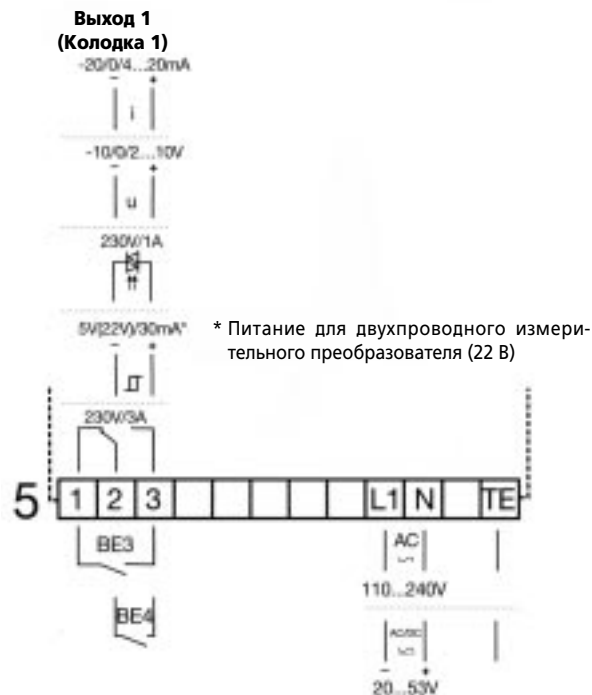 Выход 1
(Колодка 1)
-20/0/4...20mA
- +
i
-10/0/2...10V
- +
u
230V/1A
5V(22V)/30mA*
- +
* Питание для двухпроводного измери-
тельного преобразователя (22 В)
230V/3A
5 1 2 3 L1 N TE
BE3 AC
110...240V
BE4 AC/DC
- +
20...53V